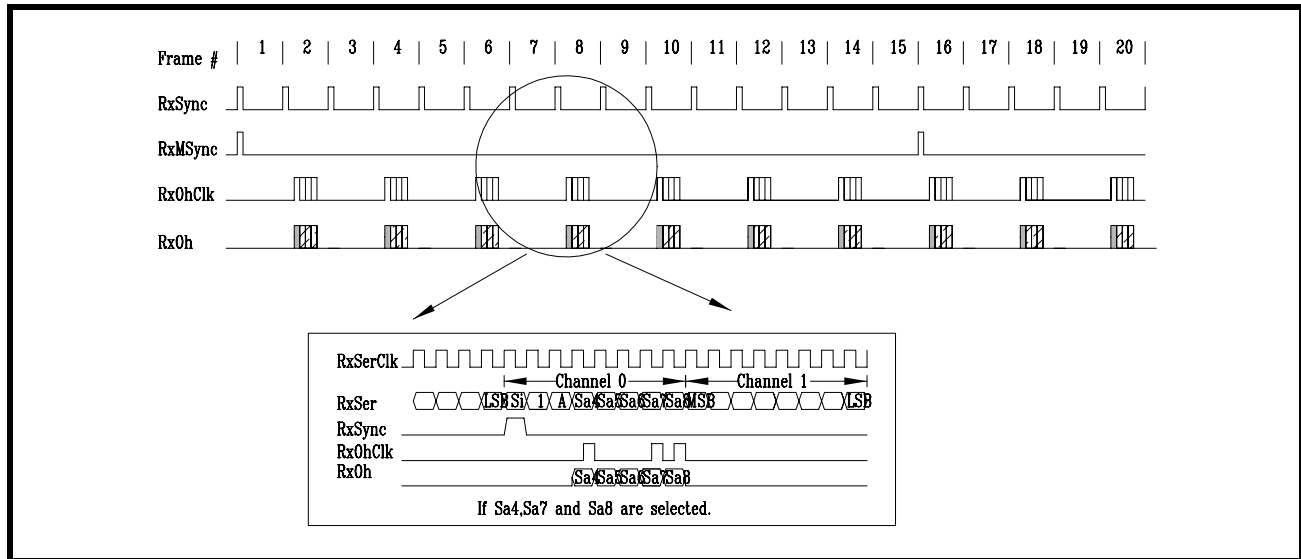 Frame # 1 2 3 4 5 6 7 8 9 10 11 12 13 14 15 16 17 18 19 20
RxSync
RxMSync
RxOhClk
RxOh
RxSerClk
Channel 0 Channel 1
RxSer LSB Si 1 A Sa4 Sa5 Sa6 Sa7 Sa8 MSB LSB
RxSync
RxOhClk
RxOh Sa4 Sa5 Sa6 Sa7 Sa8
If Sa4,Sa7 and Sa8 are selected.